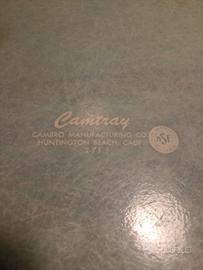 Camtray
CAMBRO MANUFACTURING CO
HUNTINGTON BEACH, CALIF
NSF